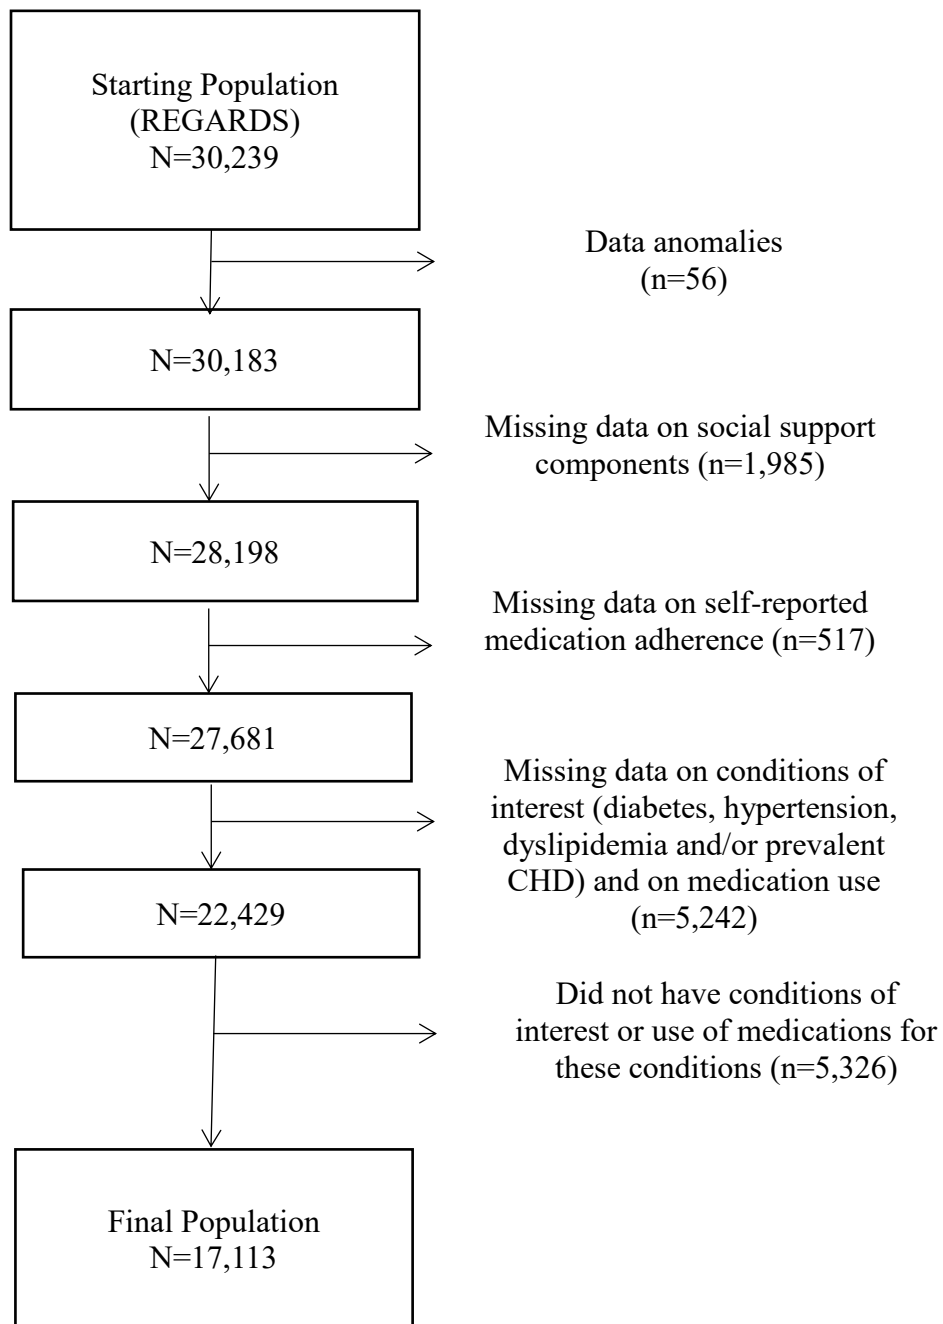 Starting Population
(REGARDS)
N=30,239
Data anomalies
(n=56)
N=30,183
Missing data on social support
components (n=1,985)
N=28,198
Missing data on self-reported
medication adherence (n=517)
N=27,681
Missing data on conditions of
interest (diabetes, hypertension,
dyslipidemia and/or prevalent
CHD) and on medication use
(n=5,242)
N=22,429
Did not have conditions of
interest or use of medications for
these conditions (n=5,326)
Final Population
N=17,113